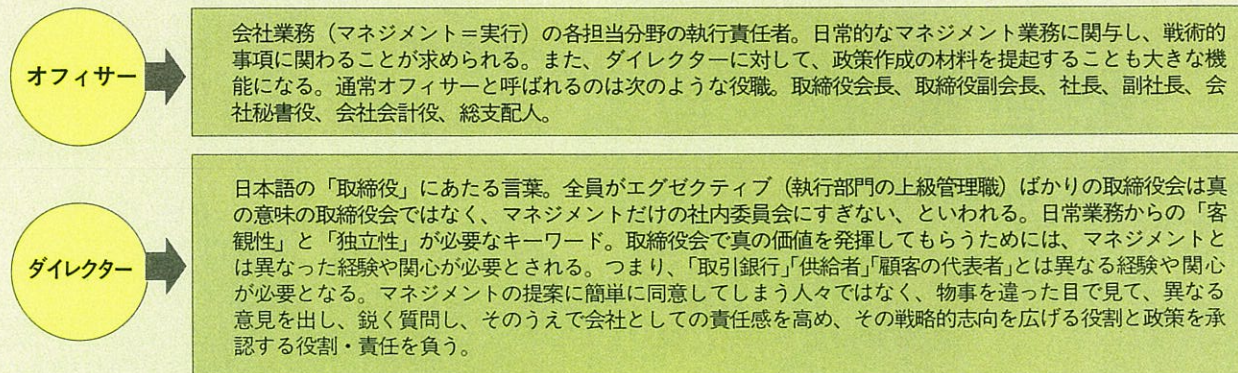 オフィサー
会社業務(マネジメント=実行)の各担当分野の執行責任者。日常的なマネジメント業務に関与し、戦術的
事項に関わることが求められる。また、ダイレクターに対して、政策作成の材料を提起することも大きな機
能になる。通常オフィサーと呼ばれるのは次のような役職。取締役会長、取締役副会長、社長、副社長、会
社秘書役、会社会計役、総支配人。
ダイレクター
日本語の「取締役」にあたる言葉。全員がエグゼクティブ(執行部門の上級管理職)ばかりの取締役会は真
の意味の取締役会ではなく、マネジメントだけの社内委員会にすぎない、といわれる。日常業務からの「客
観性」と「独立性」が必要なキーワード。取締役会で真の価値を発揮してもらうためには、マネジメントと
は異なった経験や関心が必要とされる。つまり、「取引銀行」「供給者」「顧客の代表者」とは異なる経験や関心
が必要となる。マネジメントの提案に簡単に同意してしまう人々ではなく、物事を違った目で見て、異なる
意見を出し、鋭く質問し、そのうえで会社としての責任感を高め、その戦略的志向を広げる役割と政策を承
認する役割・責任を負う。